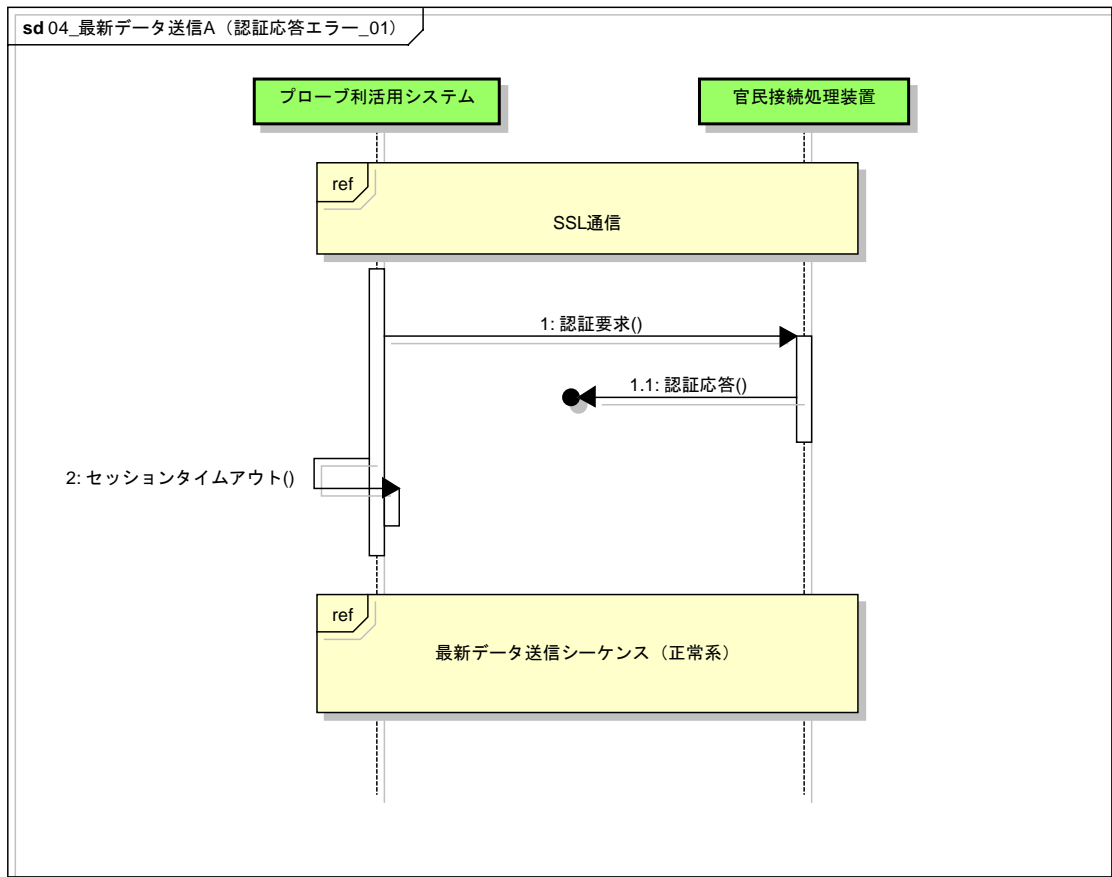 sd 04_最新データ送信A（認証応答エラー_01）
プローブ利活用システム
官民接続処理装置
ref
SSL通信
1: 認証要求()
1.1: 認証応答()
2: セッションタイムアウト()
ref
最新データ送信シーケンス（正常系）